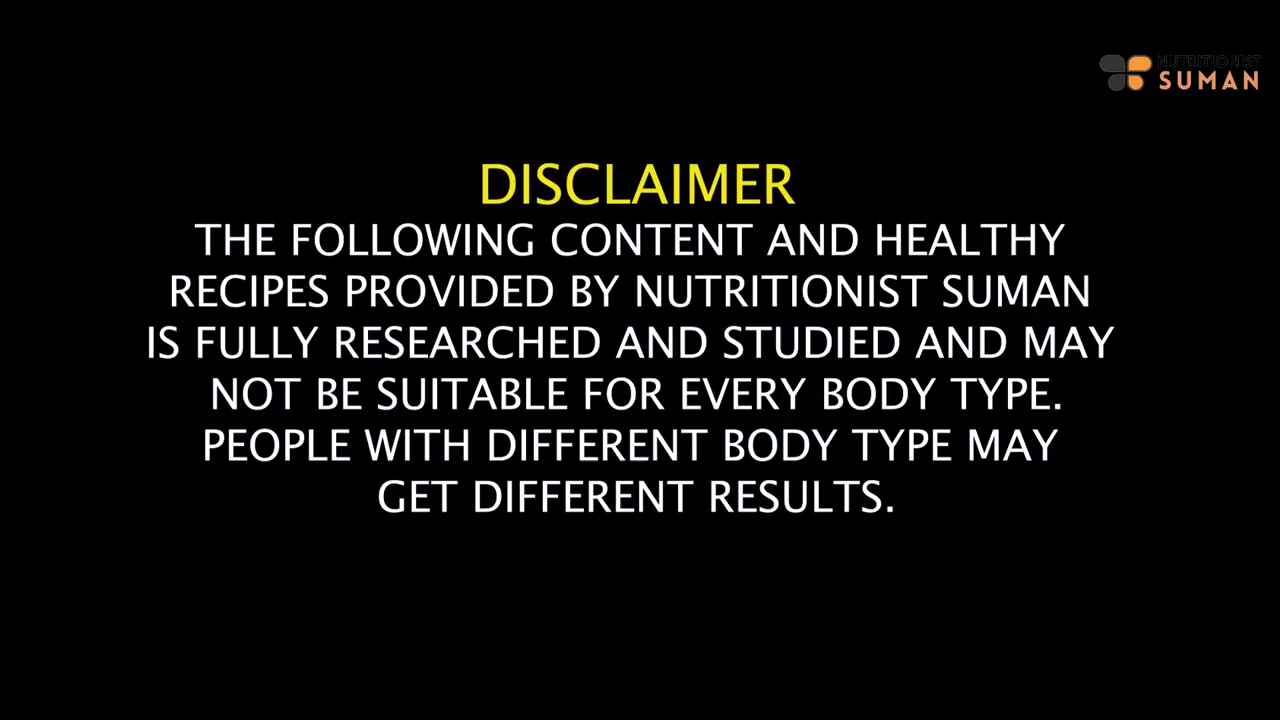 NUTRITIONIST
SUMAN
DISCLAIMER
THE FOLLOWING CONTENT AND HEALTHY
RECIPES PROVIDED BY NUTRITIONIST SUMAN
IS FULLY RESEARCHED AND STUDIED AND MAY
NOT BE SUITABLE FOR EVERY BODY TYPE.
PEOPLE WITH DIFFERENT BODY TYPE MAY
GET DIFFERENT RESULTS.